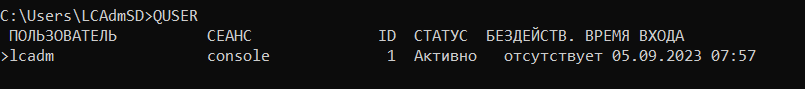 C:\Users\LCAdmSD>QUSER
ПОЛЬЗОВАТЕЛЬ СЕАНС ID СТАТУС БЕЗДЕЙСТВ. ВРЕМЯ ВХОДА
>lcadm console 1 Активно отсутствует 05.09.2023 07:57